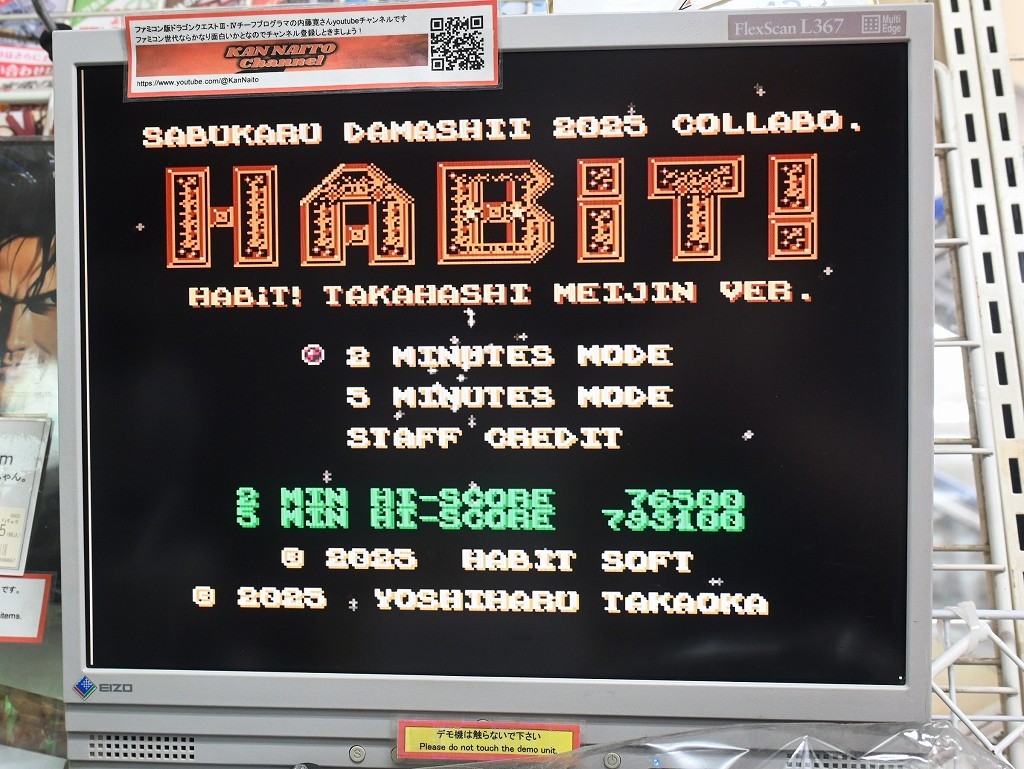 ファミコン版ドラゴンクエストⅢ・Ⅳチーフプログラマの内藤寛さんyoutubeチャンネルです
ファミコン世代ならかなり面白いかとなのでチャンネル登録しときましょう!
KAN NAITO
Channel
https://www.youtube.com/@KanNaito
FlexScan L367
Multi
Edge
SABUKARU DAMASHII 2025 COLLABO.
HABIT!
HABiT! TAKAHASHI MEIJIN VER.
2 MINUTES MODE
5 MINUTES MODE
STAFF CREDIT
2 MIN HI-SCORE 76500
5 MIN HI-SCORE 793100
© 2025 HABIT SOFT
© 2025 YOSHIHARU TAKAOKA
EIZO
デモ機は触らないで下さい
Please do not touch the demo unit.
です。
items.